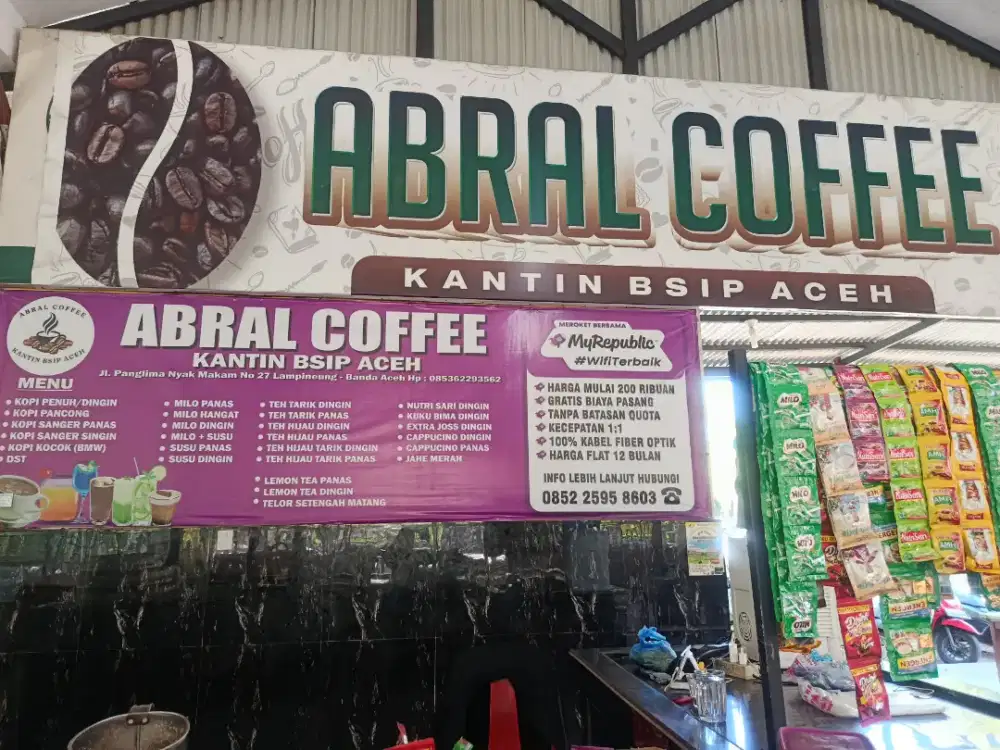 ABRAL COFFEE
KANTIN BSIP ACEH
ABRAL COFFEE
KANTIN BSIP ACEH
ABRAL COFFEE
KANTIN BSIP ACEH
Jl. Panglima Nyak Makam No 27 Lampineung - Banda Aceh Hp : 085362293562
MENU
• KOPI PENUH/DINGIN
• KOPI PANCONG
• KOPI SANGER PANAS
• KOPI SANGER SINGIN
• KOPI KOCOK (BMW)
• DST
• MILO PANAS
• MILO HANGAT
• MILO DINGIN
• MILO + SUSU
• SUSU PANAS
• SUSU DINGIN
• TEH TARIK DINGIN
• TEH TARIK PANAS
• TEH HIJAU DINGIN
• TEH HIJAU PANAS
• TEH HIJAU TARIK DINGIN
• TEH HIJAU TARIK PANAS
• LEMON TEA PANAS
• LEMON TEA DINGIN
• TELOR SETENGAH MATANG
• NUTRI SARI DINGIN
• KUKU BIMA DINGIN
• EXTRA JOSS DINGIN
• CAPPUCINO DINGIN
• CAPPUCINO PANAS
• JAHE MERAH
MEROKET BERSAMA
MyRepublic
#WifiTerbaik
HARGA MULAI 200 RIBUAN
GRATIS BIAYA PASANG
TANPA BATASAN QUOTA
KECEPATAN 1:1
100% KABEL FIBER OPTIK
HARGA FLAT 12 BULAN
INFO LEBIH LANJUT HUBUNGI
0852 2595 8603
MILO
MILO
MILO
MILO
MILO
NutriSari
NutriSari
NutriSari